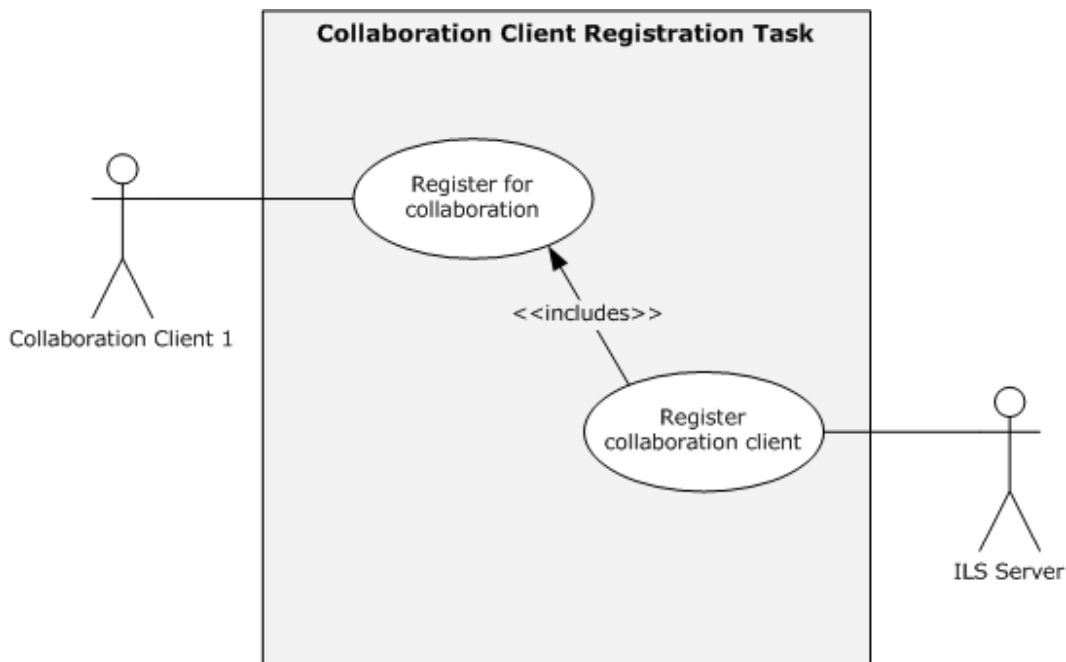 Collaboration Client Registration Task
Register for
collaboration
Collaboration Client 1
<<includes>>
Register
collaboration client
ILS Server